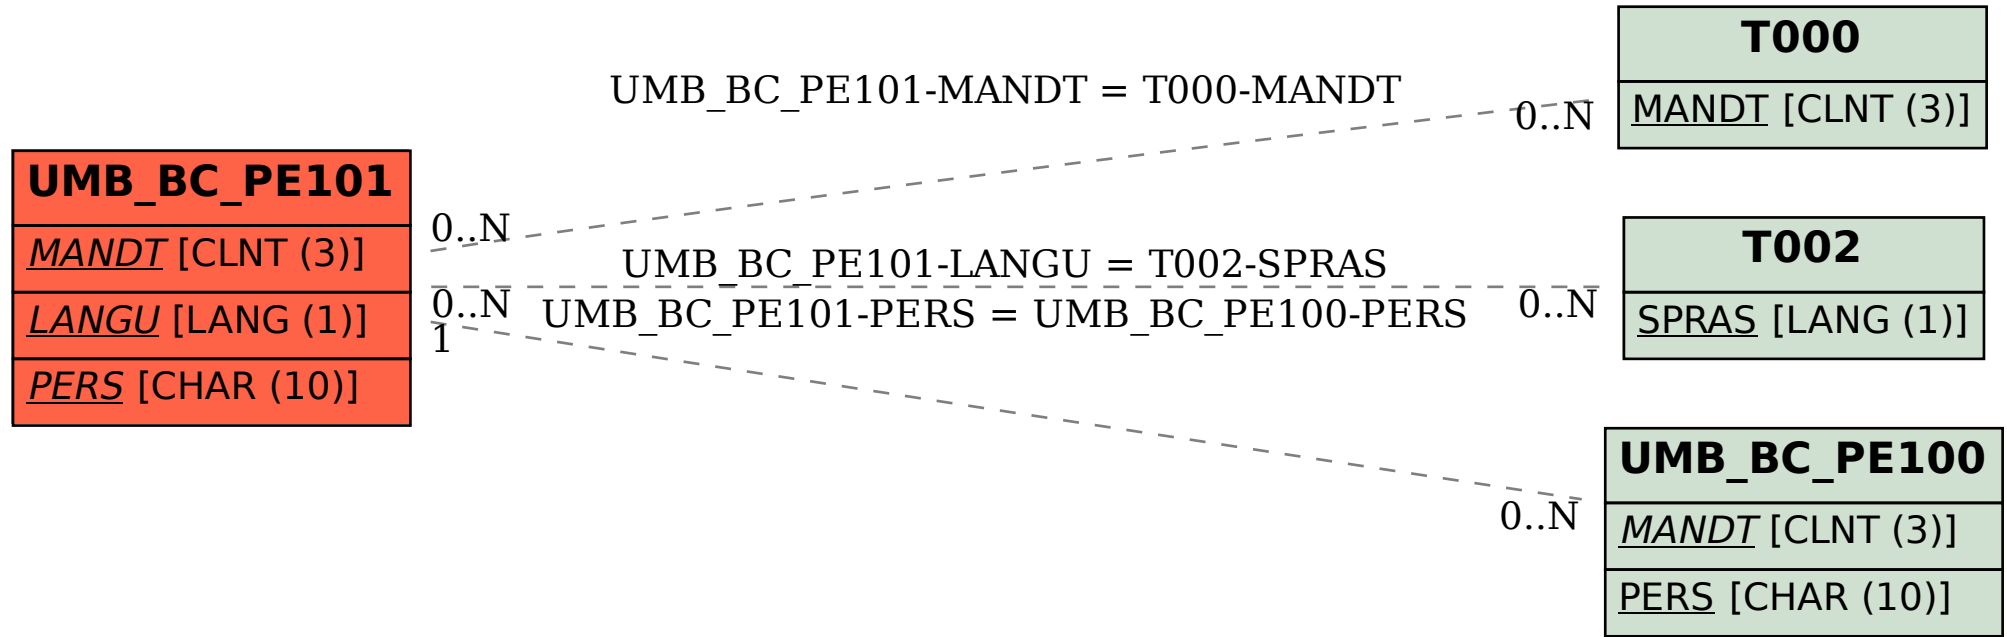 UMB_BC_PE101
MANDT [CLNT (3)]
LANGU [LANG (1)]
PERS [CHAR (10)]
UMB_BC_PE101-MANDT = T000-MANDT
0..N
0..N
UMB_BC_PE101-LANGU = T002-SPRAS
0..N
0..N
UMB_BC_PE101-PERS = UMB_BC_PE100-PERS
1
0..N
T000
MANDT [CLNT (3)]
T002
SPRAS [LANG (1)]
UMB_BC_PE100
MANDT [CLNT (3)]
PERS [CHAR (10)]